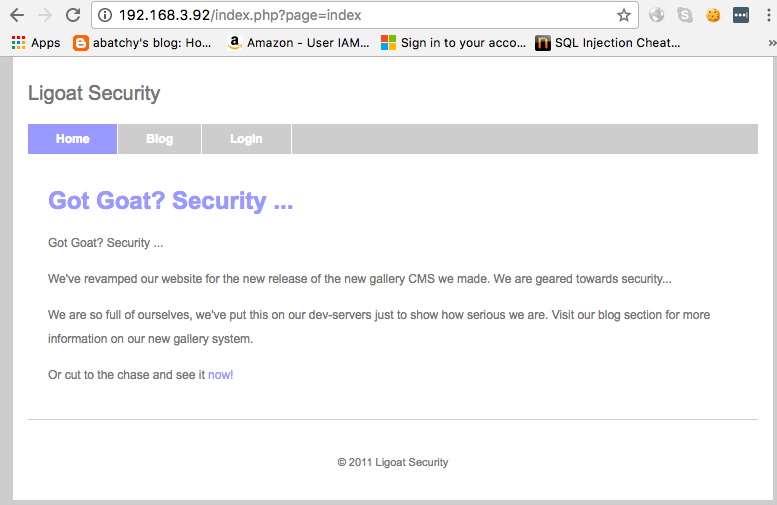 192.168.3.92/index.php?page=index
Apps abatchy's blog: Ho... Amazon - User IAM... Sign in to your acco... SQL Injection Cheat... »
Ligoat Security
Home Blog Login
Got Goat? Security ...
Got Goat? Security ...
We've revamped our website for the new release of the new gallery CMS we made. We are geared towards security...
We are so full of ourselves, we've put this on our dev-servers just to show how serious we are. Visit our blog section for more
information on our new gallery system.
Or cut to the chase and see it now!
© 2011 Ligoat Security